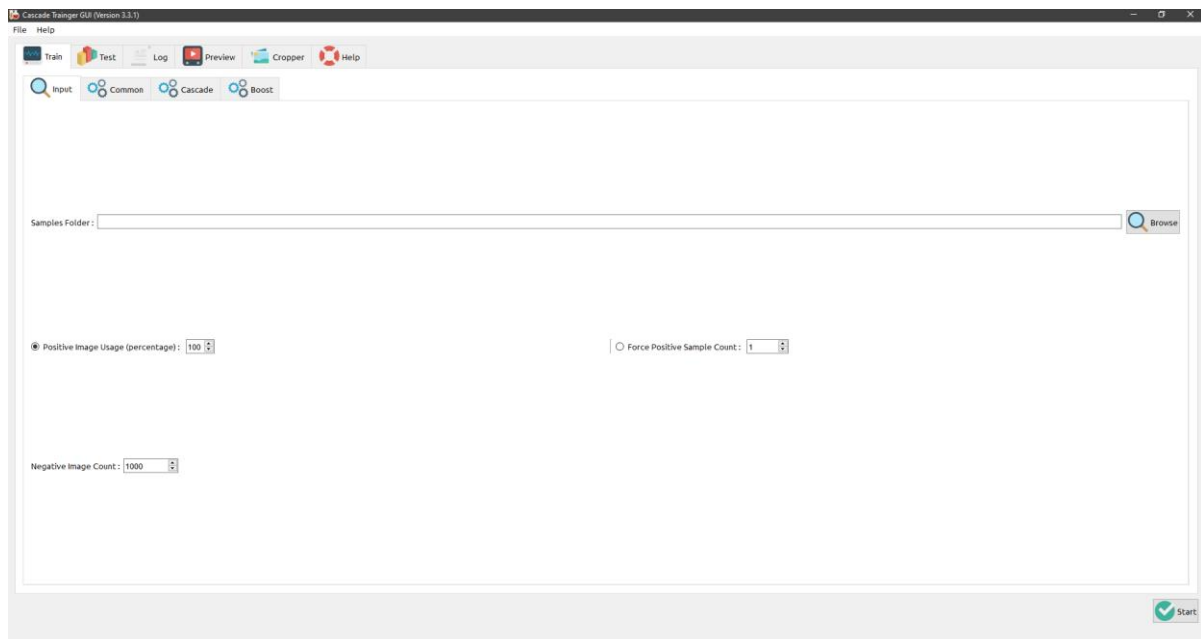 Cascade Trainger GUI (Version 3.3.1)
File Help
Train Test Log Preview Cropper Help
Input Common Cascade Boost
Samples Folder : Browse
Positive Image Usage (percentage) : 100 Force Positive Sample Count : 1
Negative Image Count : 1000
Start